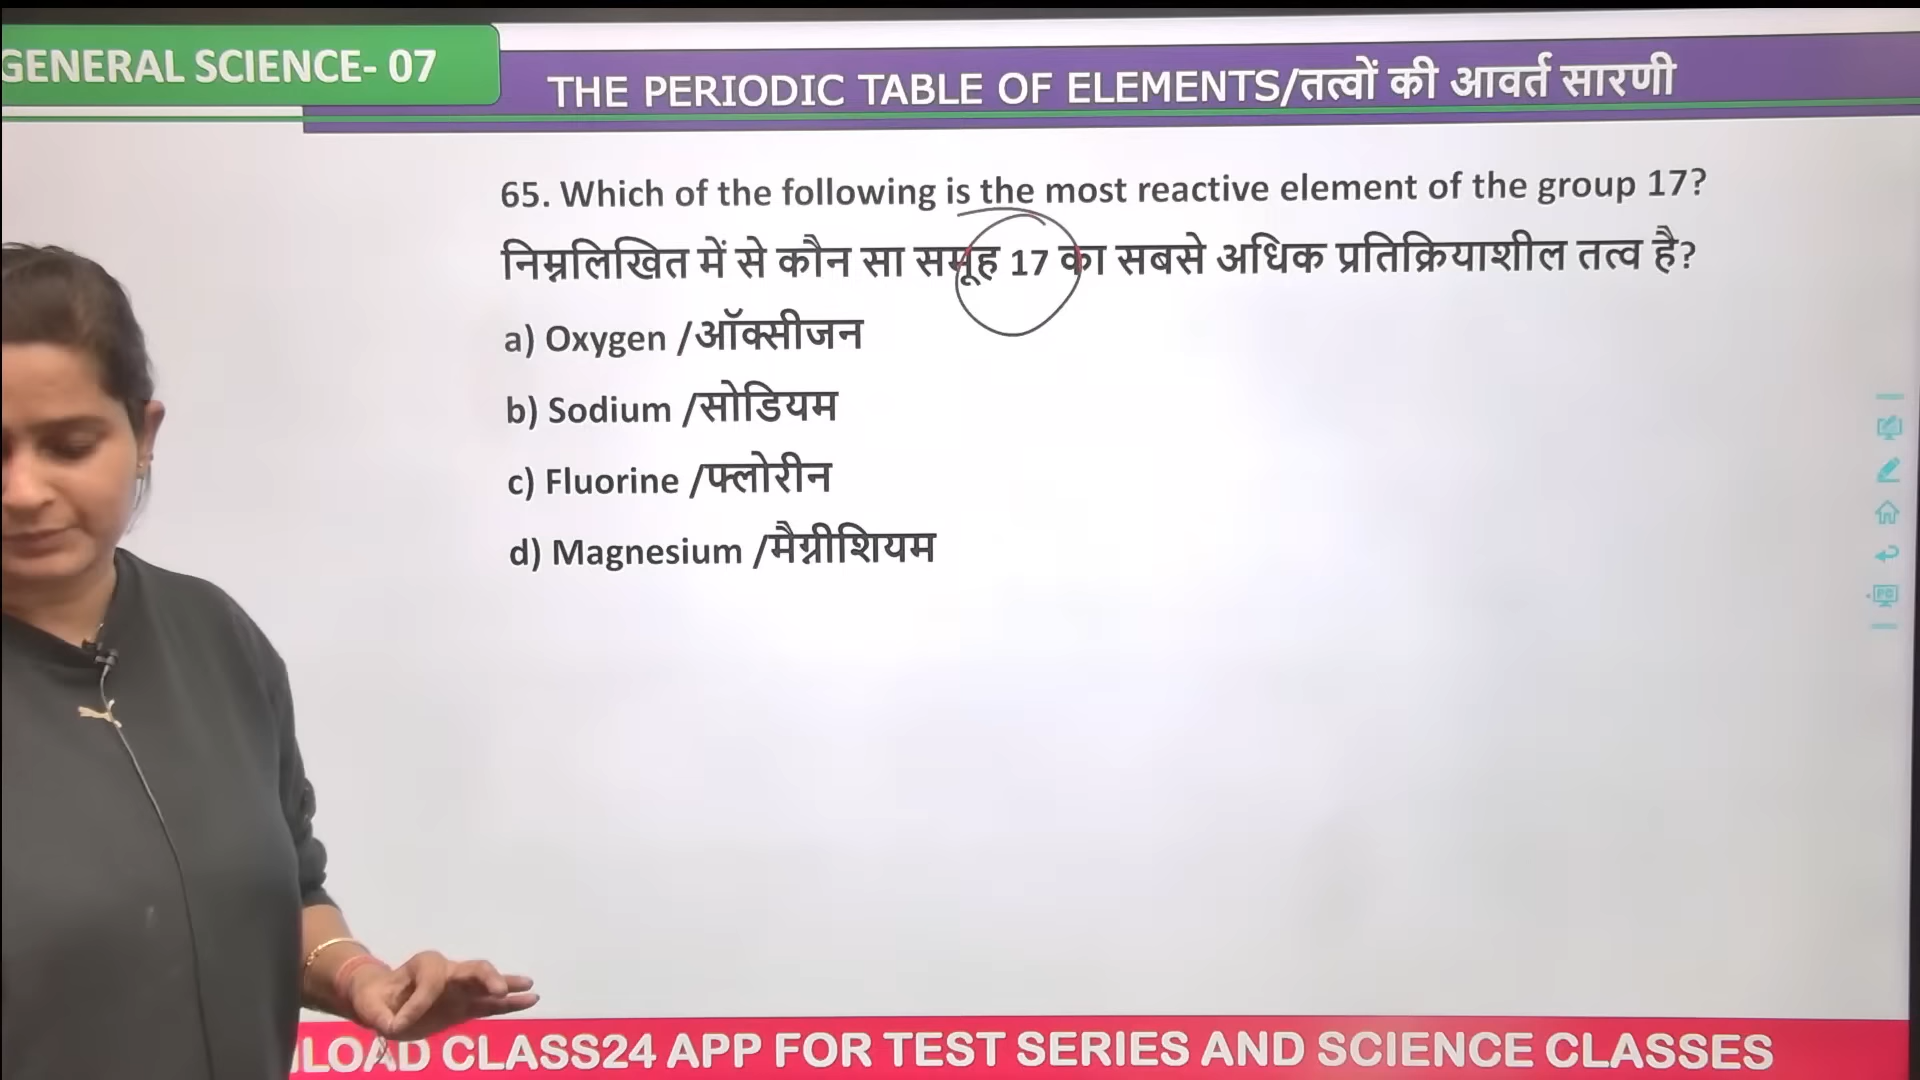 GENERAL SCIENCE- 07
THE PERIODIC TABLE OF ELEMENTS/तत्वों की आवर्त सारणी
65. Which of the following is the most reactive element of the group 17?
निम्नलिखित में से कौन सा समूह 17 का सबसे अधिक प्रतिक्रियाशील तत्व है?
a) Oxygen /ऑक्सीजन
b) Sodium /सोडियम
c) Fluorine /फ्लोरीन
d) Magnesium /मैग्नीशियम
PC
LOAD CLASS24 APP FOR TEST SERIES AND SCIENCE CLASSES